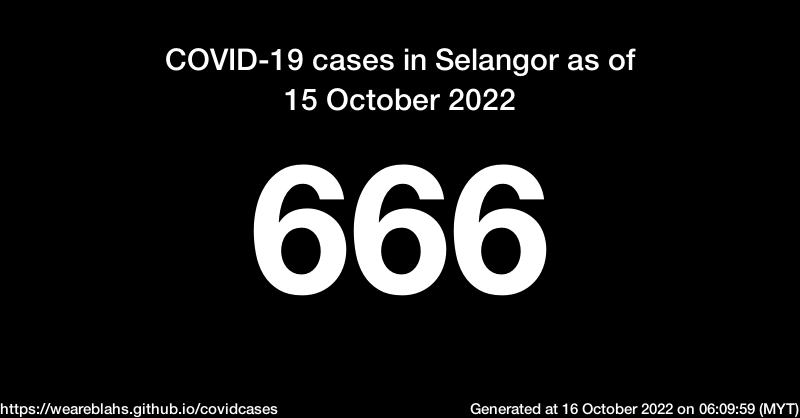 COVID-19 cases in Selangor as of
15 October 2022
666
https://weareblahs.github.io/covidcases
Generated at 16 October 2022 on 06:09:59 (MYT)